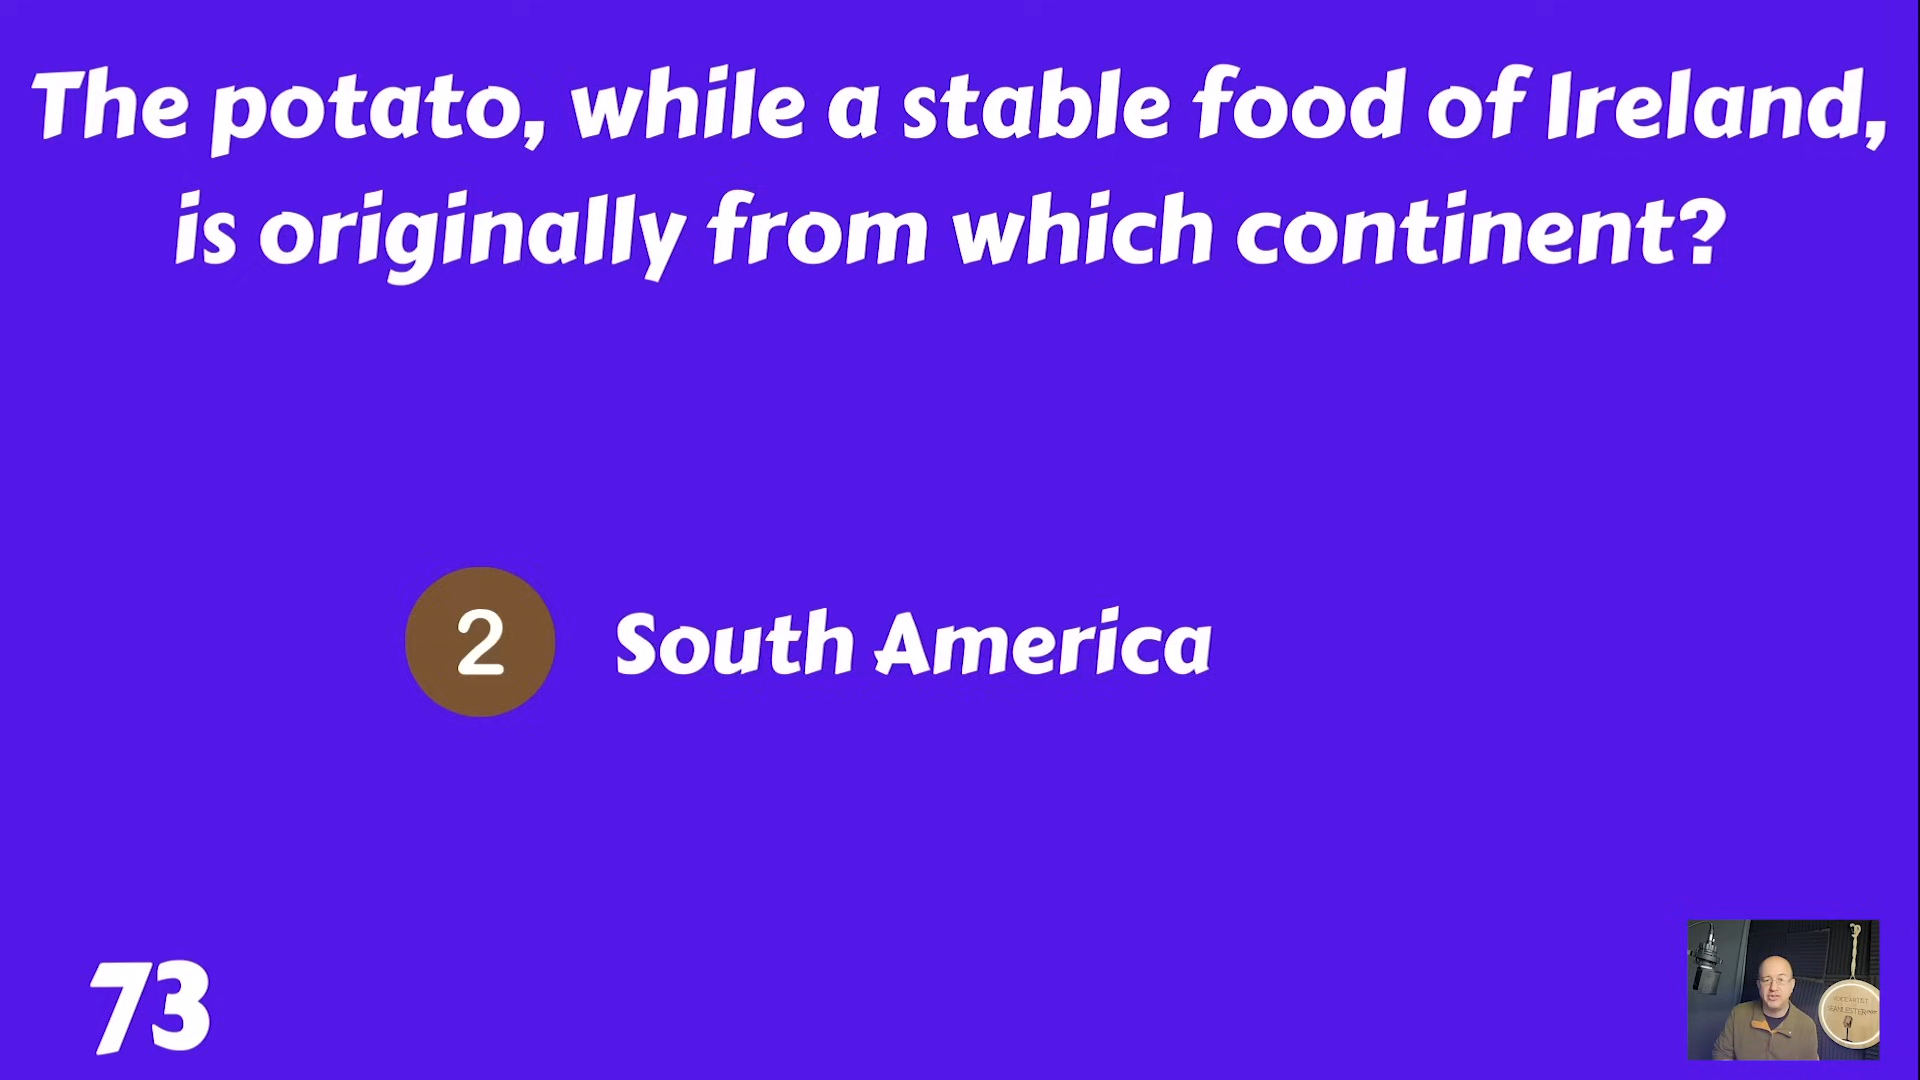 The potato, while a stable food of Ireland,
is originally from which continent?
2 South America
73